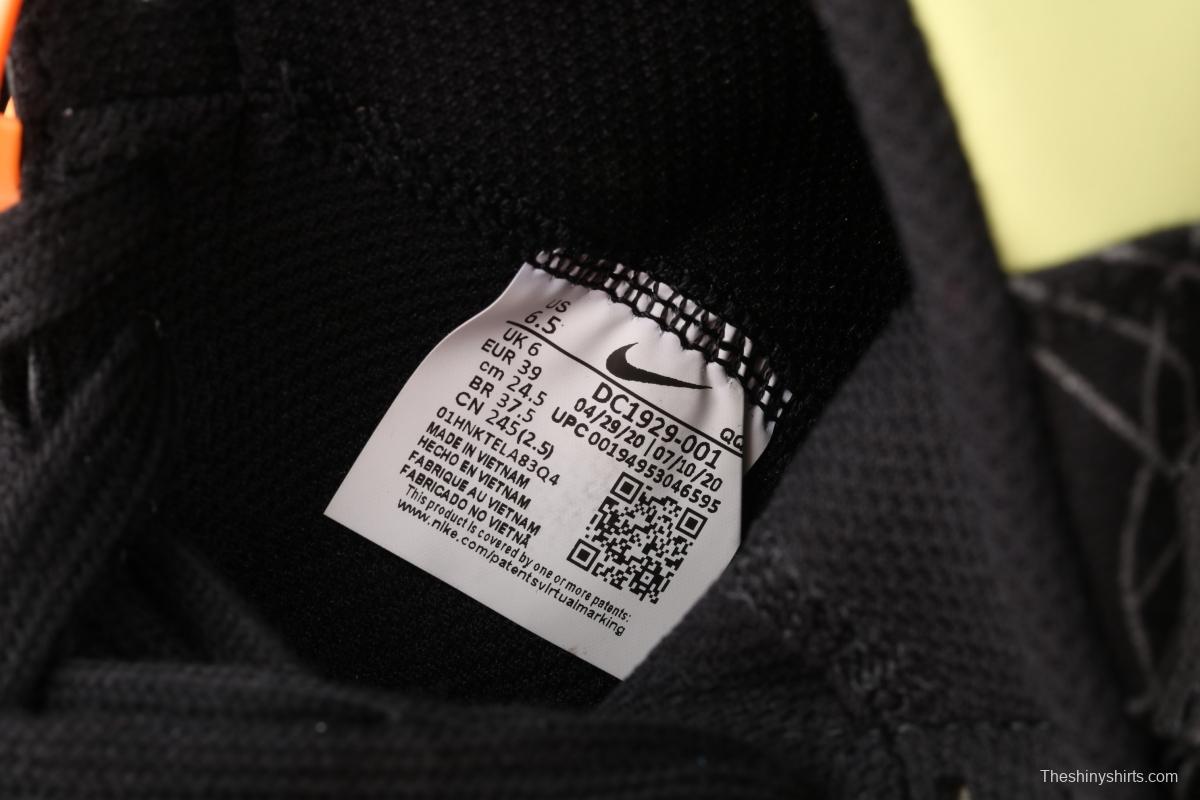 US
6.5
UK 6
EUR 39
cm 24.5
BR 37.5
CN 245(2.5)
01HNKTELA83Q4
MADE IN VIETNAM
HECHO EN VIETNAM
FABRIQUE AU VIETNAM
FABRICADO NO VIETNÃ
This product is covered by one or more patents:
www.nike.com/patentsvirtualmarking
QQ
DC1929-001
04/29/20 | 07/10/20
UPC 00194953046595
Theshinyshirts.com